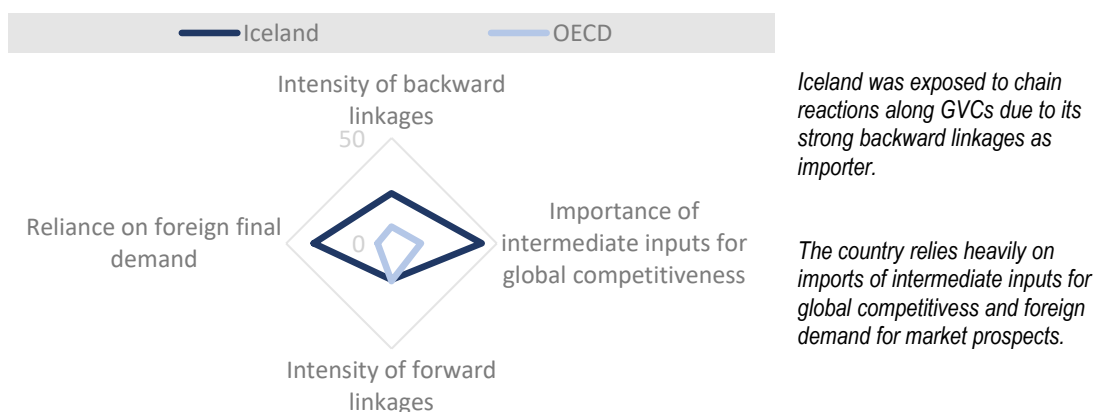 Iceland OECD
Intensity of backward
linkages
50
Reliance on foreign final
demand
0
Importance of
intermediate inputs for
global competitiveness
Intensity of forward
linkages
Iceland was exposed to chain
reactions along GVCs due to its
strong backward linkages as
importer.
The country relies heavily on
imports of intermediate inputs for
global competitivess and foreign
demand for market prospects.